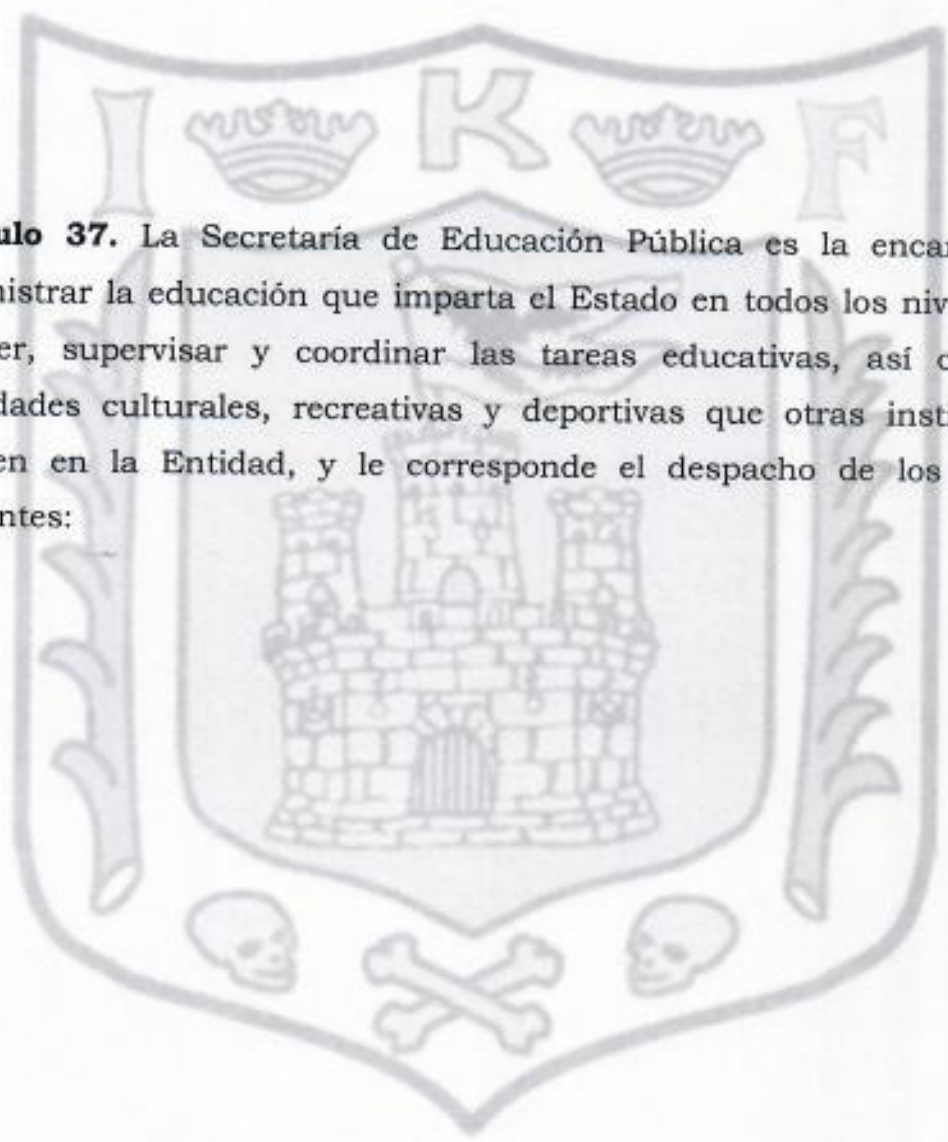 I K F
ulo 37. La Secretaría de Educación Pública es la encar
nistrar la educación que imparta el Estado en todos los niv
er, supervisar y coordinar las tareas educativas, así c
dades culturales, recreativas y deportivas que otras insti
en en la Entidad, y le corresponde el despacho de los
ntes: